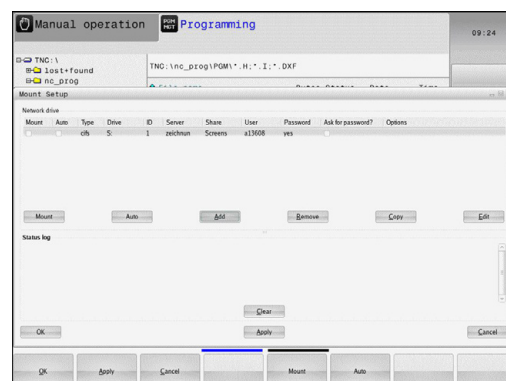 Manual operation
PGM MGT Programming
09:24
TNC:\
lost+found
nc_prog
TNC:\nc_prog\PGM\*.H;*.I;*.DXF
Mount Setup
Network drive
Mount Auto Type Drive ID Server Share User Password Ask for password? Options
cifs S: 1 zeichnun Screens a13608 yes
Mount Auto Add Remove Copy Edit
Status log
Clear
OK Apply Cancel
OK Apply Cancel Mount Auto